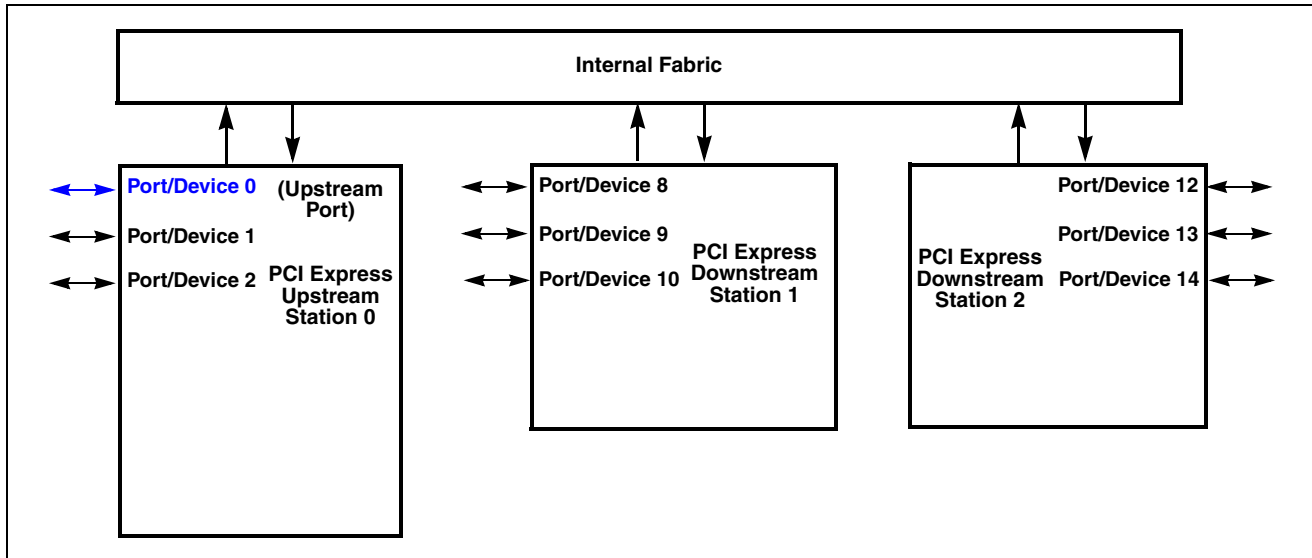 Internal Fabric
Port/Device 0
(Upstream
Port)
Port/Device 1
Port/Device 2
PCI Express
Upstream
Station 0
Port/Device 8
Port/Device 9
Port/Device 10
PCI Express
Downstream
Station 1
Port/Device 12
Port/Device 13
Port/Device 14
PCI Express
Downstream
Station 2